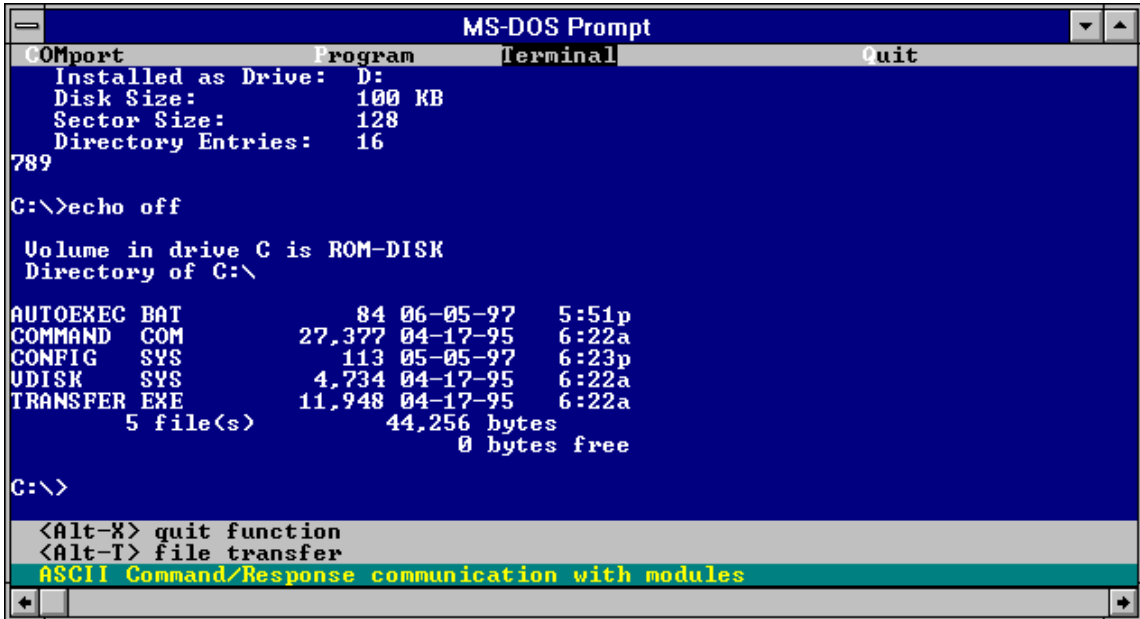 MS-DOS Prompt
COMport Program Terminal Quit
Installed as Drive: D:
Disk Size: 100 KB
Sector Size: 128
Directory Entries: 16
789
C:\>echo off
Volume in drive C is ROM-DISK
Directory of C:\
AUTOEXEC BAT 84 06-05-97 5:51p
COMMAND COM 27,377 04-17-95 6:22a
CONFIG SYS 113 05-05-97 6:23p
VDISK SYS 4,734 04-17-95 6:22a
TRANSFER EXE 11,948 04-17-95 6:22a
5 file(s) 44,256 bytes
0 bytes free
C:\>
<Alt-X> quit function
<Alt-T> file transfer
ASCII Command/Response communication with modules